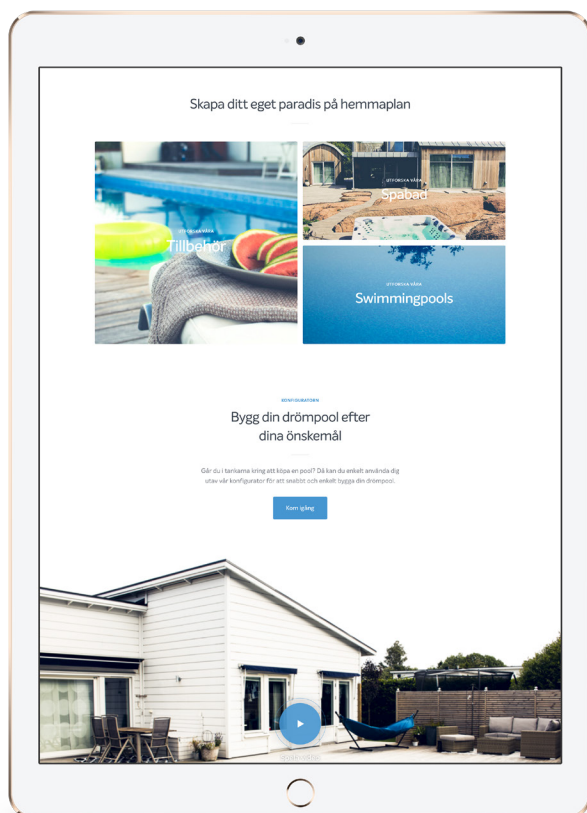 Skapa ditt eget paradis på hemmaplan
UTFORSKA VÅRA
Tillbehör
UTFORSKA VÅRA
Spabad
UTFORSKA VÅRA
Swimmingpools
KONFIGURATORN
Bygg din drömpool efter
dina önskemål
Går du i tankarna kring att köpa en pool? Då kan du enkelt använda dig
utav vår konfigurator för att snabbt och enkelt bygga din drömpool.
Kom igång